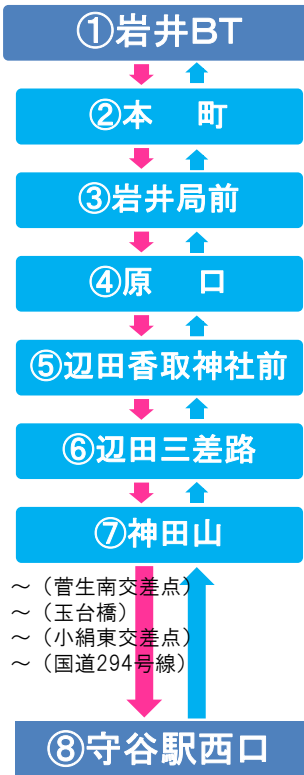 ①岩井BT
②本　町
③岩井局前
④原　口
⑤辺田香取神社前
⑥辺田三差路
⑦神田山
～（菅生南交差点）
～（玉台橋）
～（小絹東交差点）
～（国道294号線）
⑧守谷駅西口